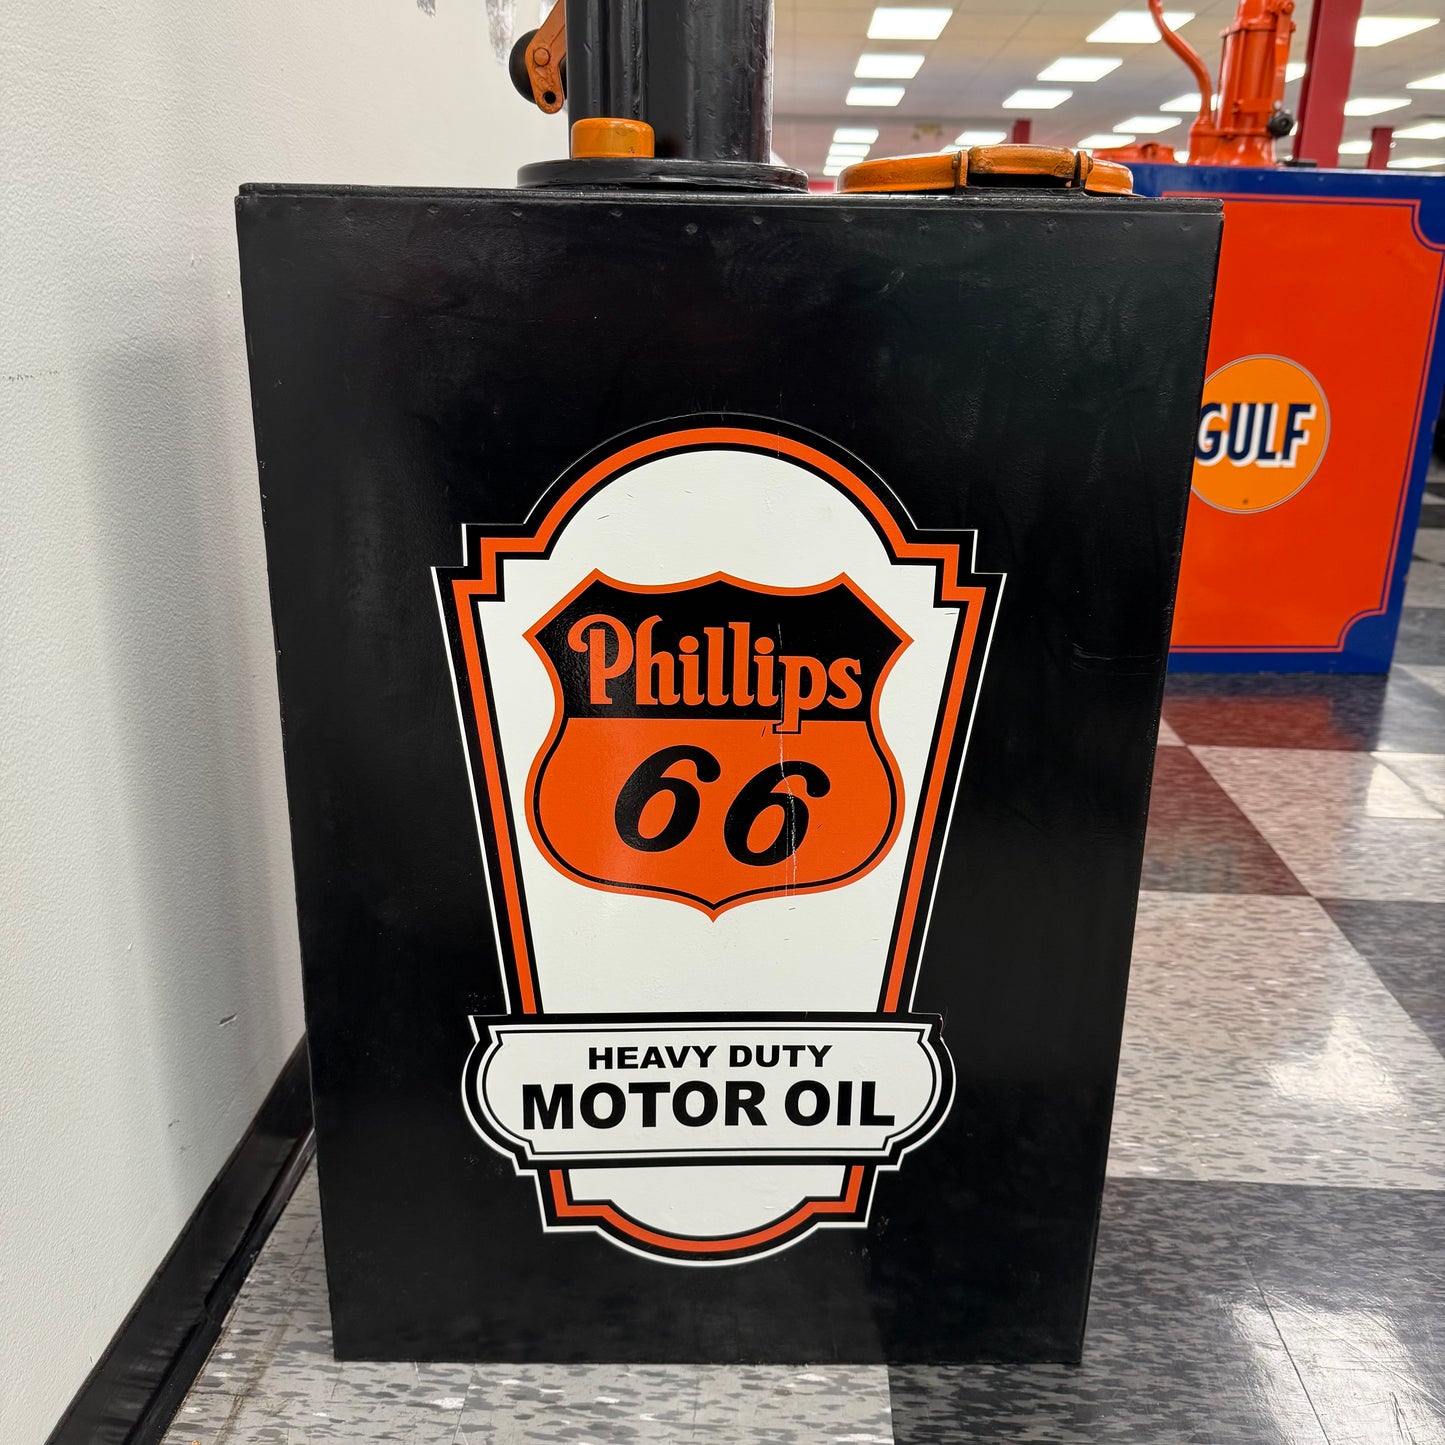 Phillips
66
HEAVY DUTY
MOTOR OIL
GULF